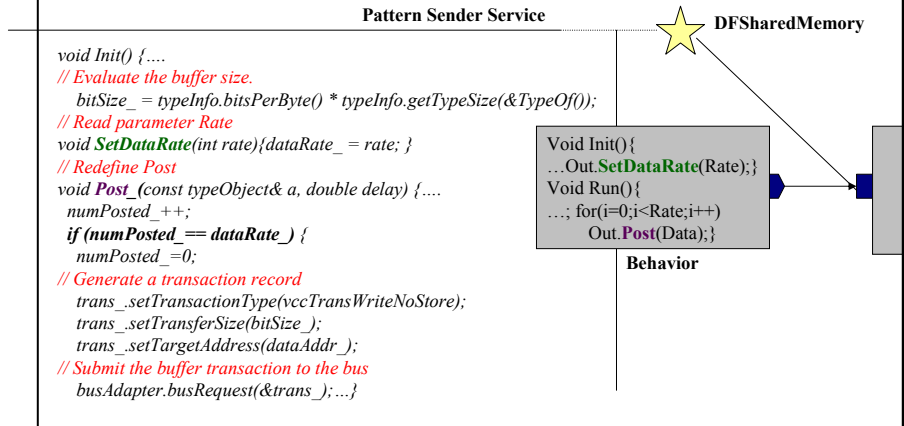 Pattern Sender Service
DFSharedMemory
void Init() {….
// Evaluate the buffer size.
bitSize_ = typeInfo.bitsPerByte() * typeInfo.getTypeSize(&TypeOf());
// Read parameter Rate
void SetDataRate(int rate){dataRate_ = rate; }
// Redefine Post
void Post_(const typeObject& a, double delay) {….
numPosted_++;
if (numPosted_== dataRate_) {
numPosted_=0;
// Generate a transaction record
trans_.setTransactionType(vccTransWriteNoStore);
trans_.setTransferSize(bitSize_);
trans_.setTargetAddress(dataAddr_);
// Submit the buffer transaction to the bus
busAdapter.busRequest(&trans_);…}
Void Init(){
…Out.SetDataRate(Rate);}
Void Run(){
…; for(i=0;i<Rate;i++)
Out.Post(Data);}
Behavior